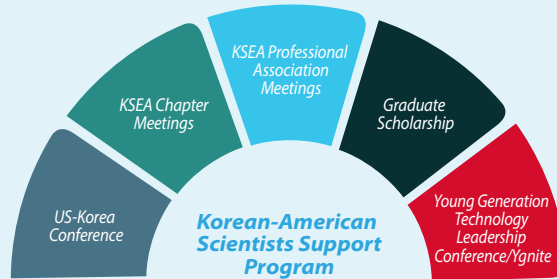 KSEA Professional
Association
Meetings
KSEA Chapter
Meetings
Graduate
Scholarship
US-Korea
Conference
Young Generation
Technology
Leadership
Conference/Ygnite
Korean-American
Scientists Support
Program